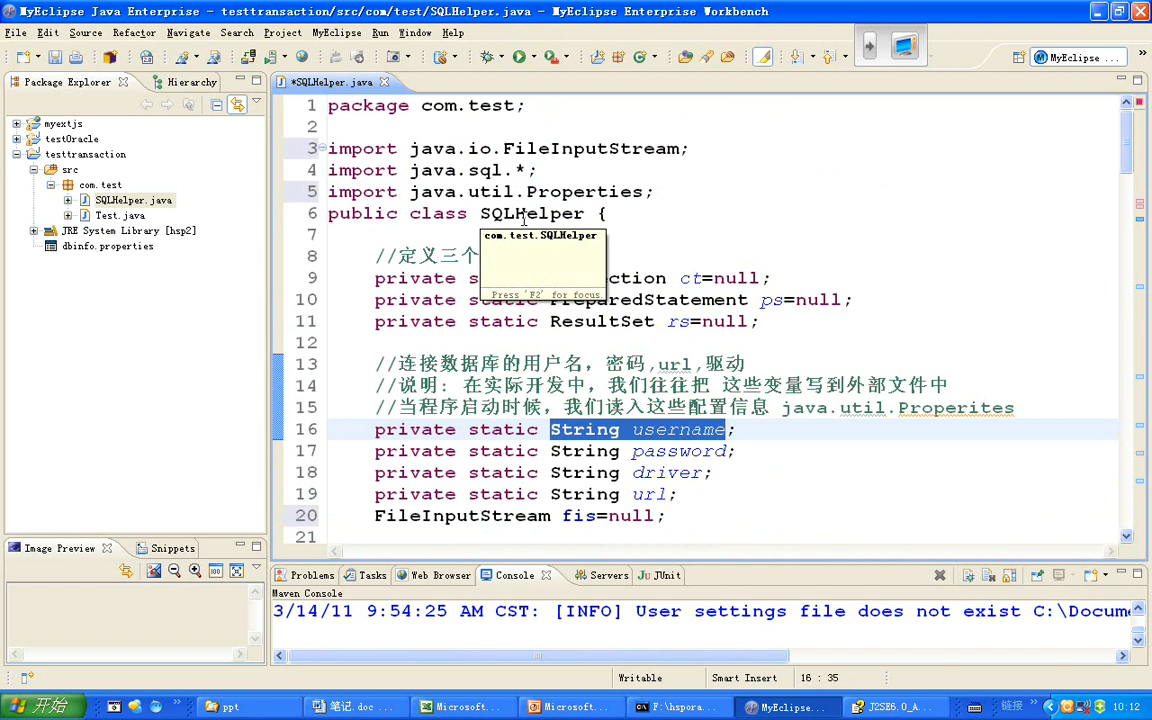 MyEclipse Java Enterprise - testtransaction/src/com/test/SQLHelper.java - MyEclipse Enterprise Workbench
File Edit Source Refactor Navigate Search Project MyEclipse Run Window Help
MyEclipse ...
Package Explorer Hierarchy
myextjs
testOracle
testtransaction
src
com.test
SQLHelper.java
Test.java
JRE System Library [hsp2]
dbinfo.properties
*SQLHelper.java
1 package com.test;
2
3 import java.io.FileInputStream;
4 import java.sql.*;
5 import java.util.Properties;
6 public class SQLHelper {
7
com.test.SQLHelper
8 //定义三个
9 private s ection ct=null;
10 private static PreparedStatement ps=null;
Press 'F2' for focus.
11 private static ResultSet rs=null;
12
13 //连接数据库的用户名，密码,url,驱动
14 //说明: 在实际开发中，我们往往把 这些变量写到外部文件中
15 //当程序启动时候，我们读入这些配置信息 java.util.Properites
16 private static String username;
17 private static String password;
18 private static String driver;
19 private static String url;
20 FileInputStream fis=null;
21
Image Preview Snippets
Problems Tasks Web Browser Console Servers JUnit
Maven Console
3/14/11 9:54:25 AM CST: [INFO] User settings file does not exist C:\Docume
Writable Smart Insert 16 : 35
开始 ppt 笔记.doc ... Microsoft... Microsoft... F:\hspora... MyEclipse... J2SE6.0_A... 链接 10:12